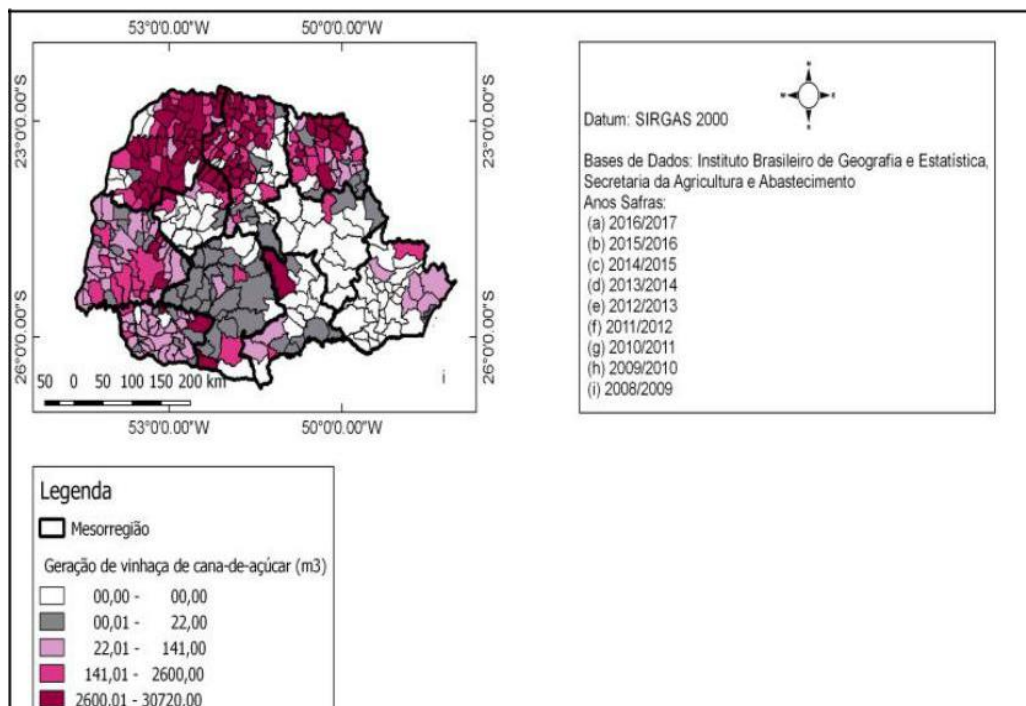 53°0'0.00"W 50°0'0.00"W
23°0'0.00"S 23°0'0.00"S
26°0'0.00"S 26°0'0.00"S
50 0 50 100 150 200 km
i
53°0'0.00"W 50°0'0.00"W
N
E
S
Datum: SIRGAS 2000
Bases de Dados: Instituto Brasileiro de Geografia e Estatística,
Secretaria da Agricultura e Abastecimento
Anos Safras:
(a) 2016/2017
(b) 2015/2016
(c) 2014/2015
(d) 2013/2014
(e) 2012/2013
(f) 2011/2012
(g) 2010/2011
(h) 2009/2010
(i) 2008/2009
Legenda
Mesorregião
Geração de vinhaça de cana-de-açúcar (m3)
00,00 - 00,00
00,01 - 22,00
22,01 - 141,00
141,01 - 2600,00
2600,01 - 30720,00